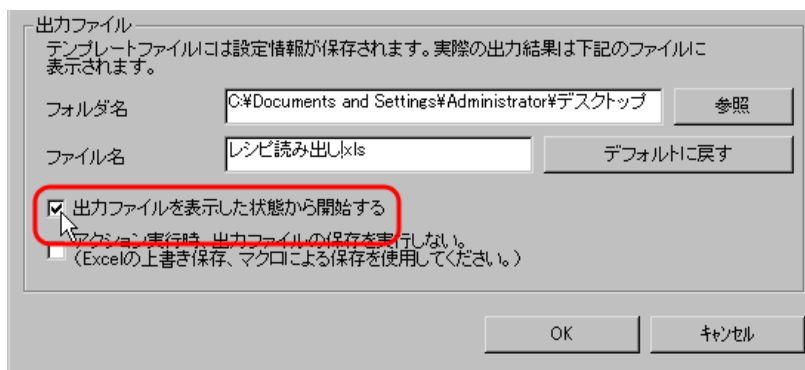 出力ファイル
テンプレートファイルには設定情報が保存されます。実際の出力結果は下記のファイルに
表示されます。
フォルダ名
C:¥Documents and Settings¥Administrator¥デスクトップ
参照
ファイル名
レシピ読み出し.xls
デフォルトに戻す
出力ファイルを表示した状態から開始する
アクション実行時、出力ファイルの保存を実行しない。
(Excelの上書き保存、マクロによる保存を使用してください。)
OK
キャンセル